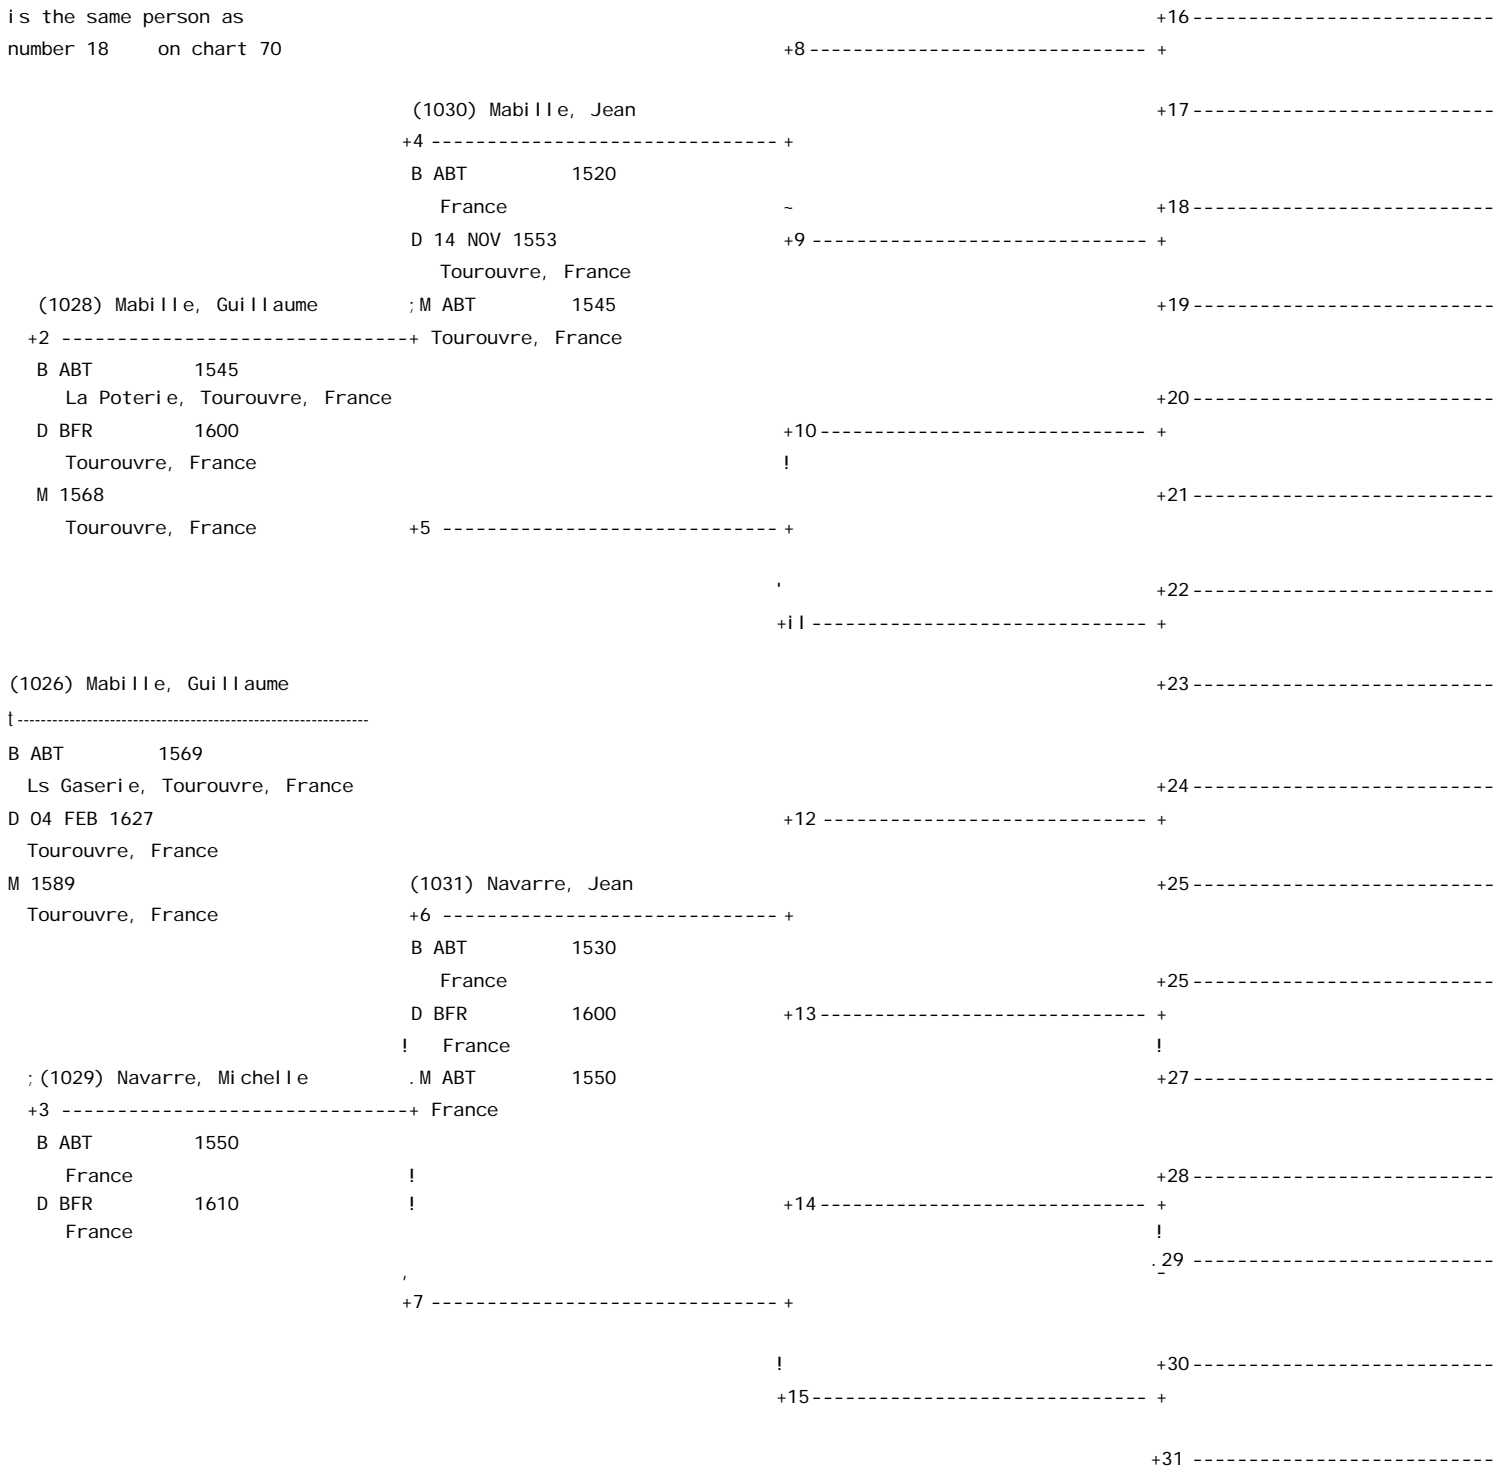 is the same person as +16---------------------------
number 18 on chart 70 +8------------------------------ +
(1030) Mabille, Jean +17---------------------------
+4 ------------------------------- +
B ABT 1520
France ~ +18---------------------------
D 14 NOV 1553 +9 ------------------------------ +
Tourouvre, France
(1028) Mabille, Guillaume ;M ABT 1545 +19---------------------------
+2 -------------------------------+ Tourouvre, France
B ABT 1545
La Poterie, Tourouvre, France +20---------------------------
D BFR 1600 +10----------------------------- +
Tourouvre, France !
M 1568 +21---------------------------
Tourouvre, France +5 ------------------------------ +
' +22---------------------------
+il ------------------------------ +
(1026) Mabille, Guillaume +23---------------------------
t-------------------------------------------------------------
B ABT 1569
Ls Gaserie, Tourouvre, France +24---------------------------
D O4 FEB 1627 +12 ----------------------------- +
Tourouvre, France
M 1589 (1031) Navarre, Jean +25---------------------------
Tourouvre, France +6 ------------------------------ +
B ABT 1530
France +25---------------------------
D BFR 1600 +13----------------------------- +
! France !
;(1029) Navarre, Michelle .M ABT 1550 +27---------------------------
+3 -------------------------------+ France
B ABT 1550
France ! +28---------------------------
D BFR 1610 ! +14----------------------------- +
France !
.29 ---------------------------
, -
+7 ------------------------------- +
! +30---------------------------
+15------------------------------ +
+31 ---------------------------